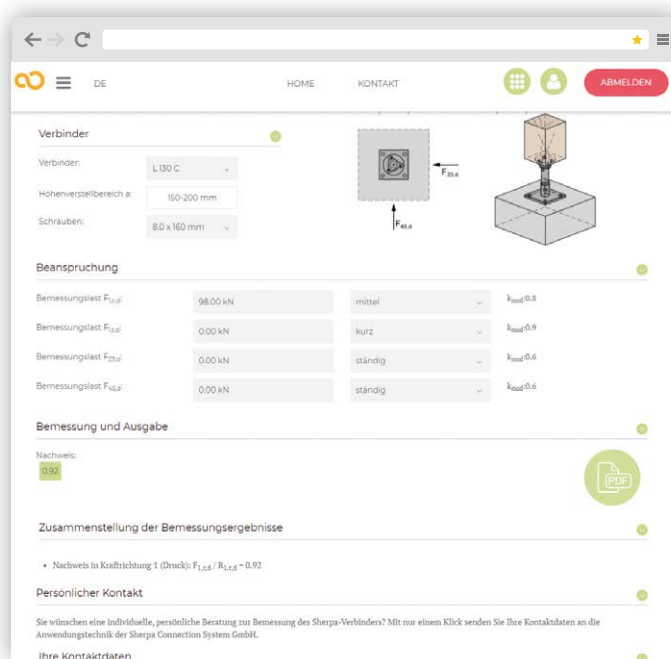 DE HOME KONTAKT ABMELDEN
Verbinder
Verbinder: L 130 C
Höhenverstellbereich a: 150-200 mm
Schrauben: 8.0 x 160 mm
F23,d
F45,d
Beanspruchung
Bemessungslast F1,c,d: 98.00 kN mittel kmod:0.8
Bemessungslast F1,t,d: 0.00 kN kurz kmod:0.9
Bemessungslast F23,d: 0.00 kN ständig kmod:0.6
Bemessungslast F45,d: 0.00 kN ständig kmod:0.6
Bemessung und Ausgabe
Nachweis:
0.92
PDF
Zusammenstellung der Bemessungsergebnisse
• Nachweis in Kraftrichtung 1 (Druck): F1,c,d / R1,c,d = 0.92
Persönlicher Kontakt
Sie wünschen eine individuelle, persönliche Beratung zur Bemessung des Sherpa-Verbinders? Mit nur einem Klick senden Sie Ihre Kontaktdaten an die
Anwendungstechnik der Sherpa Connection System GmbH.
Ihre Kontaktdaten